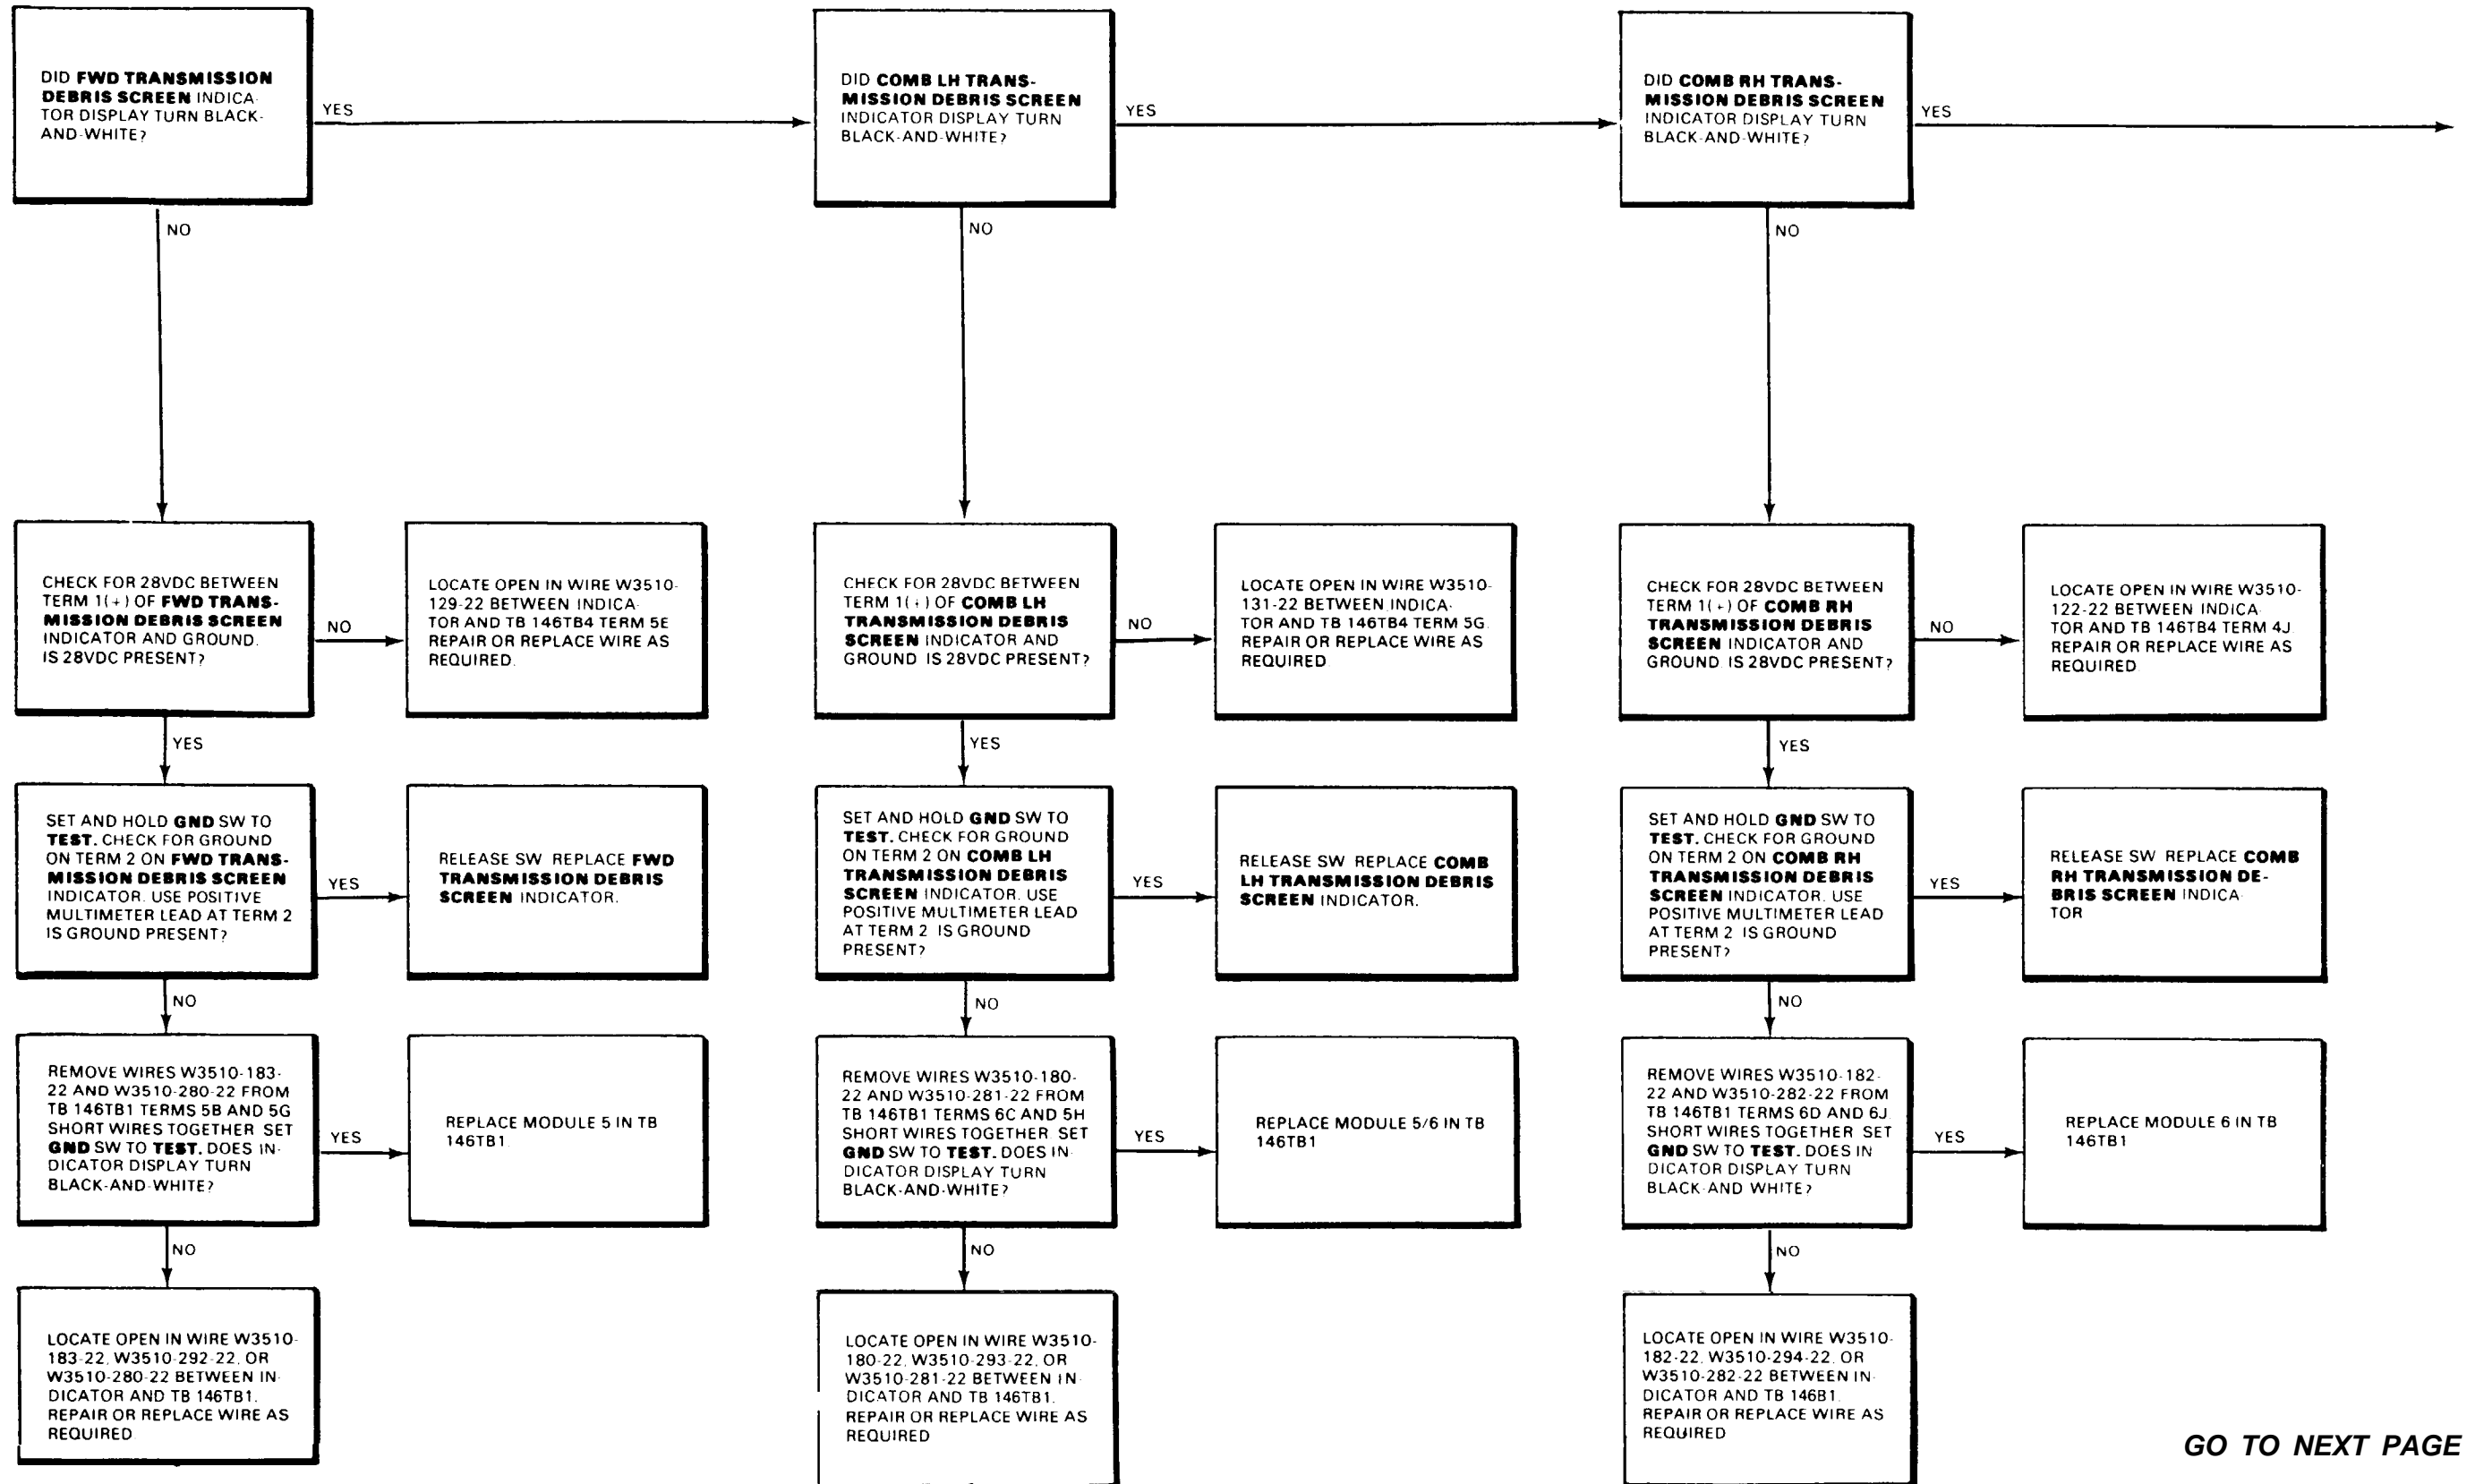 DID FWD TRANSMISSION
DEBRIS SCREEN INDICA-
TOR DISPLAY TURN BLACK-
AND-WHITE?
YES
NO
DID COMB LH TRANS-
MISSION DEBRIS SCREEN
INDICATOR DISPLAY TURN
BLACK-AND-WHITE?
YES
NO
DID COMB RH TRANS-
MISSION DEBRIS SCREEN
INDICATOR DISPLAY TURN
BLACK-AND-WHITE?
YES
NO
CHECK FOR 28VDC BETWEEN
TERM 1(+) OF FWD TRANS-
MISSION DEBRIS SCREEN
INDICATOR AND GROUND.
IS 28VDC PRESENT?
NO
YES
LOCATE OPEN IN WIRE W3510-
129-22 BETWEEN INDICA-
TOR AND TB 146TB4 TERM 5E
REPAIR OR REPLACE WIRE AS
REQUIRED.
CHECK FOR 28VDC BETWEEN
TERM 1(+) OF COMB LH
TRANSMISSION DEBRIS
SCREEN INDICATOR AND
GROUND IS 28VDC PRESENT?
NO
YES
LOCATE OPEN IN WIRE W3510-
131-22 BETWEEN INDICA-
TOR AND TB 146TB4 TERM 5G.
REPAIR OR REPLACE WIRE AS
REQUIRED
CHECK FOR 28VDC BETWEEN
TERM 1(+) OF COMB RH
TRANSMISSION DEBRIS
SCREEN INDICATOR AND
GROUND IS 28VDC PRESENT?
NO
YES
LOCATE OPEN IN WIRE W3510-
122-22 BETWEEN INDICA-
TOR AND TB 146TB4 TERM 4J.
REPAIR OR REPLACE WIRE AS
REQUIRED
SET AND HOLD GND SW TO
TEST. CHECK FOR GROUND
ON TERM 2 ON FWD TRANS-
MISSION DEBRIS SCREEN
INDICATOR. USE POSITIVE
MULTIMETER LEAD AT TERM 2
IS GROUND PRESENT?
YES
NO
RELEASE SW REPLACE FWD
TRANSMISSION DEBRIS
SCREEN INDICATOR.
SET AND HOLD GND SW TO
TEST. CHECK FOR GROUND
ON TERM 2 ON COMB LH
TRANSMISSION DEBRIS
SCREEN INDICATOR. USE
POSITIVE MULTIMETER LEAD
AT TERM 2 IS GROUND
PRESENT?
YES
NO
RELEASE SW REPLACE COMB
LH TRANSMISSION DEBRIS
SCREEN INDICATOR.
SET AND HOLD GND SW TO
TEST. CHECK FOR GROUND
ON TERM 2 ON COMB RH
TRANSMISSION DEBRIS
SCREEN INDICATOR. USE
POSITIVE MULTIMETER LEAD
AT TERM 2 IS GROUND
PRESENT?
YES
NO
RELEASE SW REPLACE COMB
RH TRANSMISSION DE-
BRIS SCREEN INDICA-
TOR
REMOVE WIRES W3510-183-
22 AND W3510-280-22 FROM
TB 146TB1 TERMS 5B AND 5G
SHORT WIRES TOGETHER SET
GND SW TO TEST. DOES IN-
DICATOR DISPLAY TURN
BLACK-AND-WHITE?
YES
NO
REPLACE MODULE 5 IN TB
146TB1.
REMOVE WIRES W3510-180-
22 AND W3510-281-22 FROM
TB 146TB1 TERMS 6C AND 5H
SHORT WIRES TOGETHER SET
GND SW TO TEST. DOES IN-
DICATOR DISPLAY TURN
BLACK-AND-WHITE?
YES
NO
REPLACE MODULE 5/6 IN TB
146TB1
REMOVE WIRES W3510-182-
22 AND W3510-282-22 FROM
TB 146TB1 TERMS 6D AND 6J
SHORT WIRES TOGETHER SET
GND SW TO TEST. DOES IN
DICATOR DISPLAY TURN
BLACK-AND WHITE?
YES
NO
REPLACE MODULE 6 IN TB
146TB1
LOCATE OPEN IN WIRE W3510-
183-22, W3510-292-22, OR
W3510-280-22 BETWEEN IN-
DICATOR AND TB 146TB1.
REPAIR OR REPLACE WIRE AS
REQUIRED
LOCATE OPEN IN WIRE W3510-
180-22, W3510-293-22, OR
W3510-281-22 BETWEEN IN-
DICATOR AND TB 146TB1.
REPAIR OR REPLACE WIRE AS
REQUIRED
LOCATE OPEN IN WIRE W3510-
182-22, W3510-294-22, OR
W3510-282-22 BETWEEN IN-
DICATOR AND TB 146B1.
REPAIR OR REPLACE WIRE AS
REQUIRED
GO TO NEXT PAGE